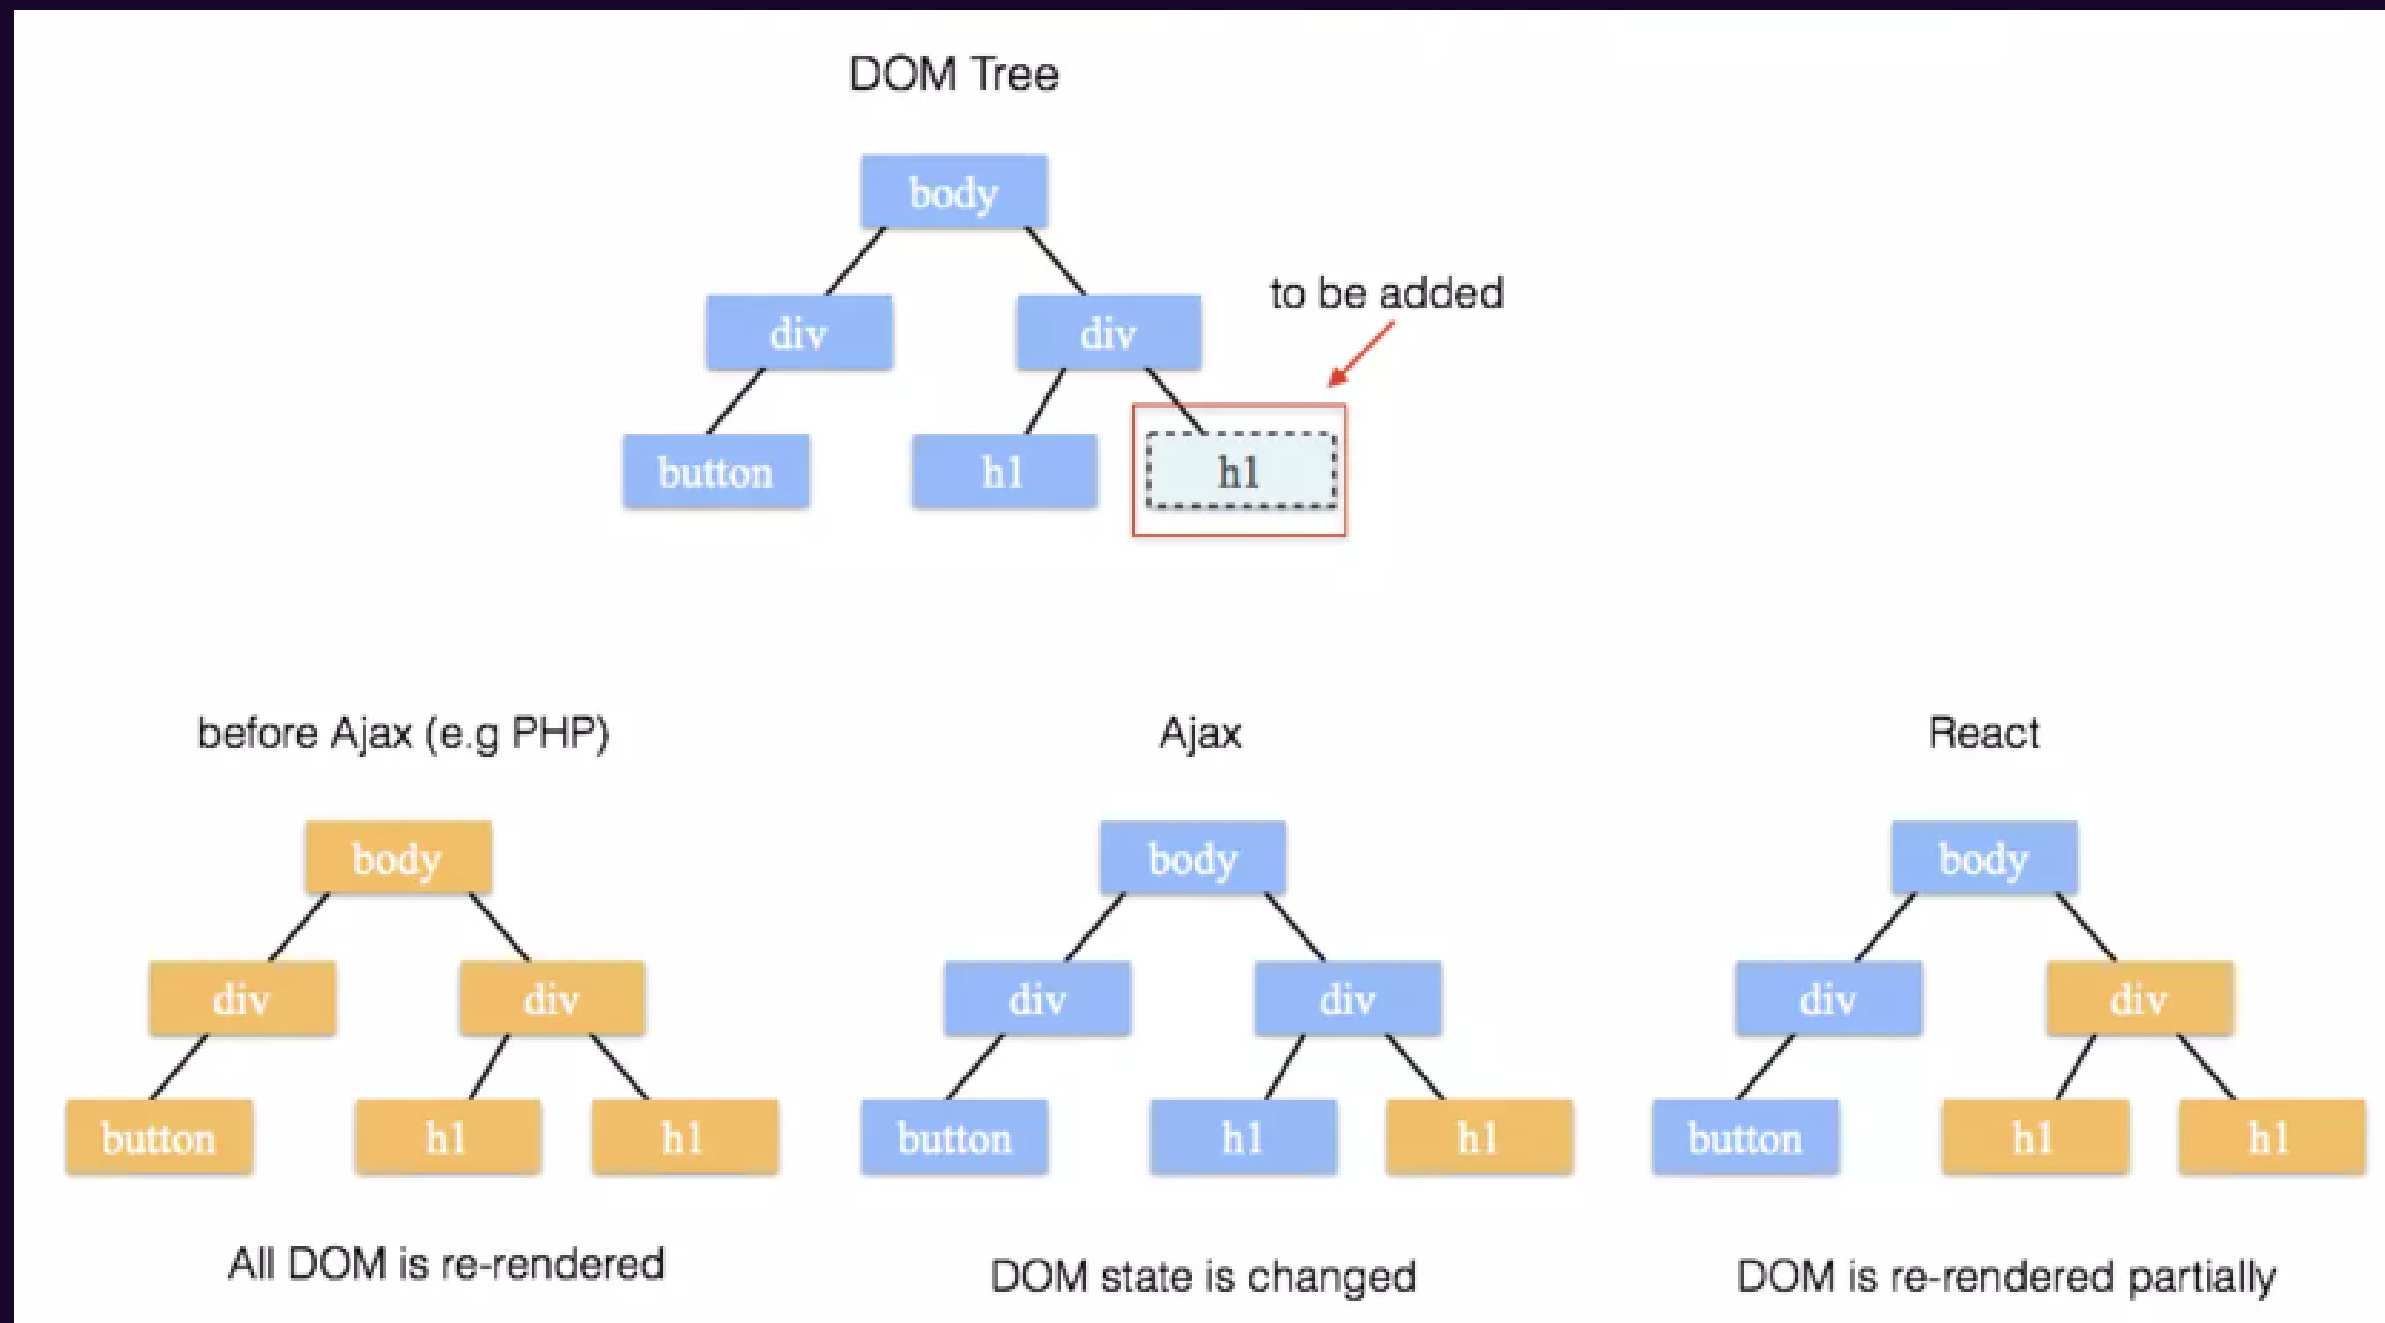 DOM Tree
body
div
div
to be added
button
h1
h1
before Ajax (e.g PHP)
body
div
div
button
h1
h1
All DOM is re-rendered
Ajax
body
div
div
button
h1
h1
DOM state is changed
React
body
div
div
button
h1
h1
DOM is re-rendered partially